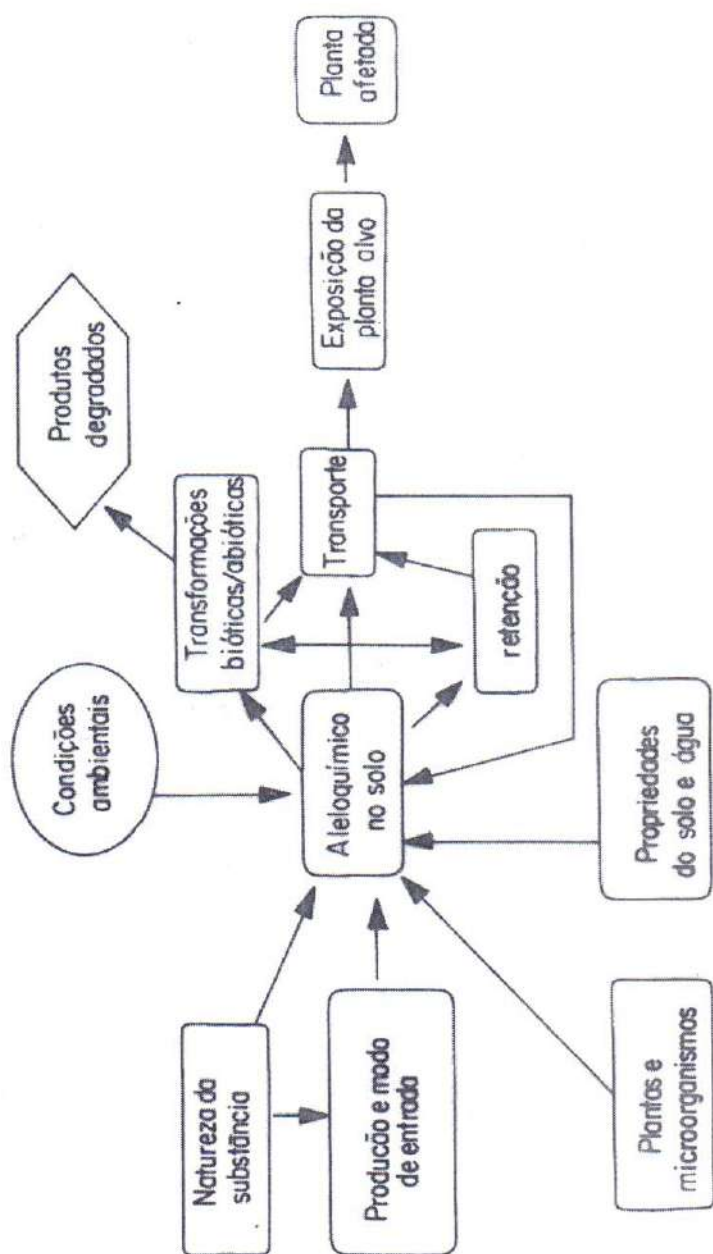 Natureza da
substância
Produção e modo
de entrada
Plantas e
microorganismos
Condições
ambientais
Aleloquímico
no solo
Propriedades
do solo e água
Produtos
degradados
Transformações
bióticas/abióticas
Transporte
retenção
Exposição da
planta alvo
Planta
afetada